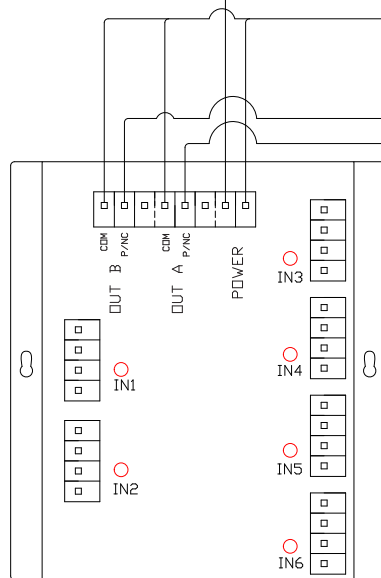 COM
P/NC
COM
P/NC
OUT B
OUT A
POWER
IN3
IN1
IN4
IN2
IN5
IN6